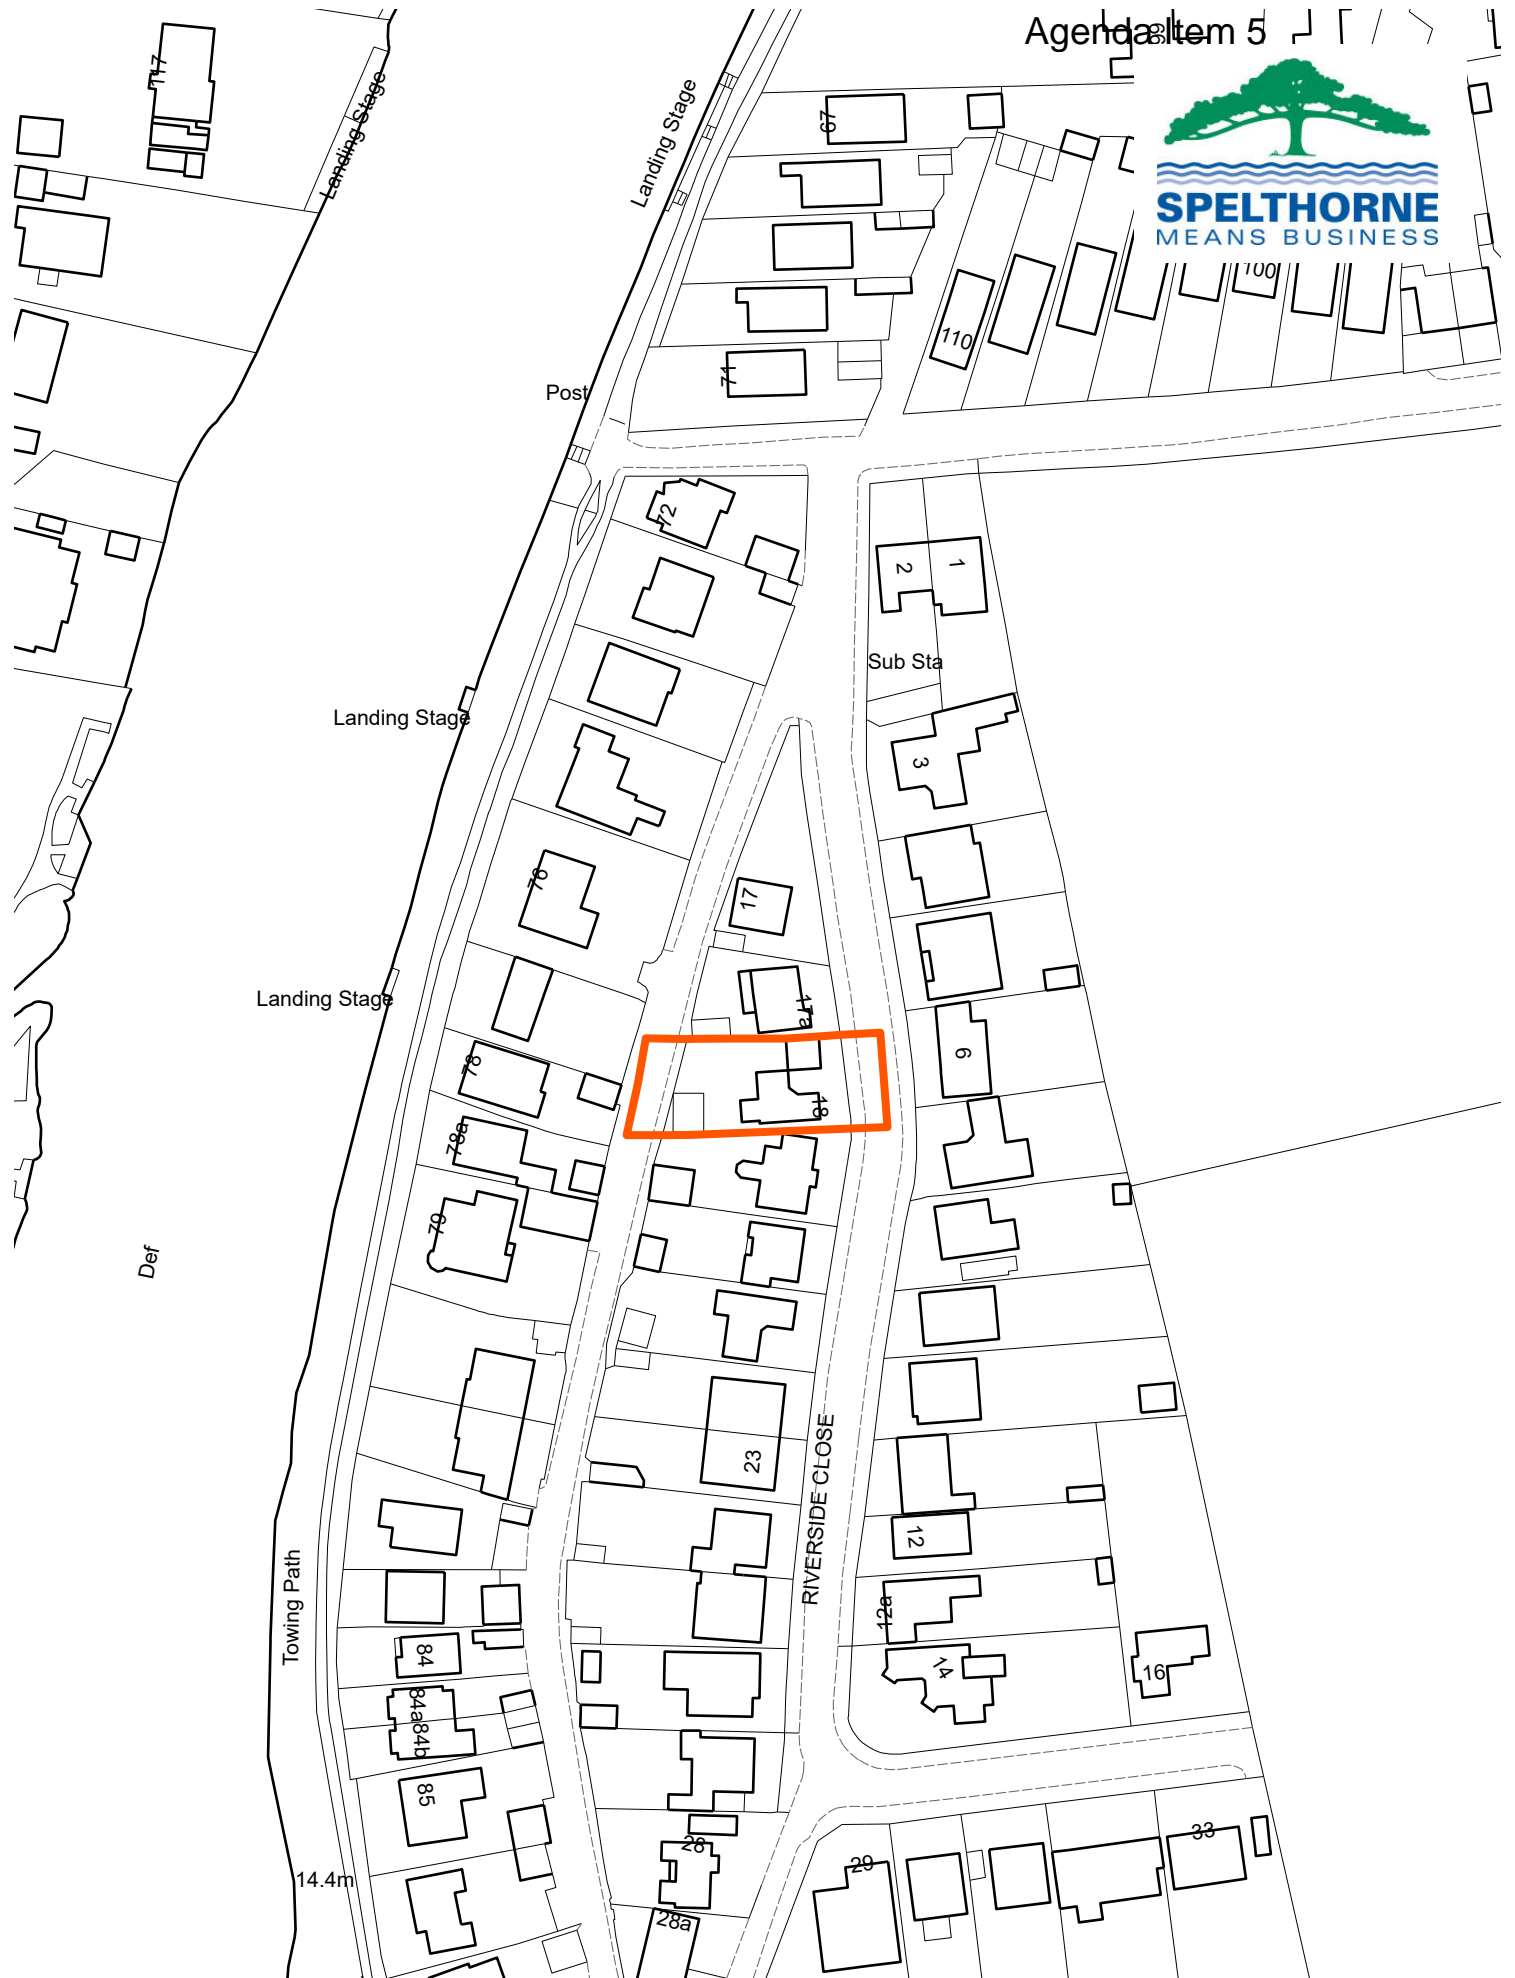 Agenda Item 5
66
SPELTHORNE
MEANS BUSINESS
117
Landing Stage
Landing Stage
67
100
110
71
Post
72
2
1
Sub Sta
Landing Stage
3
76
17
Landing Stage
17a
6
78
18
78a
79
Def
23
RIVERSIDE CLOSE
12
Towing Path
12a
84
14
16
84a
84b
85
28
33
29
14.4m
28a